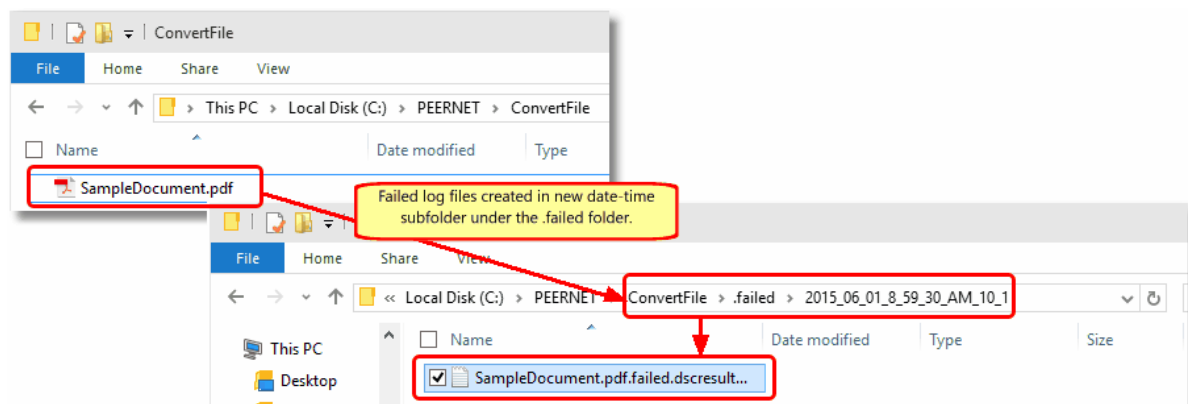 ConvertFile
File Home Share View
This PC > Local Disk (C:) > PEERNET > ConvertFile
Name Date modified Type
SampleDocument.pdf
Failed log files created in new date-time
subfolder under the .failed folder.
File Home Share View
« Local Disk (C:) > PEERNET ConvertFile > .failed > 2015_06_01_8_59_30_AM_10_1
This PC
Name Date modified Type Size
Desktop
SampleDocument.pdf.failed.dscresult...